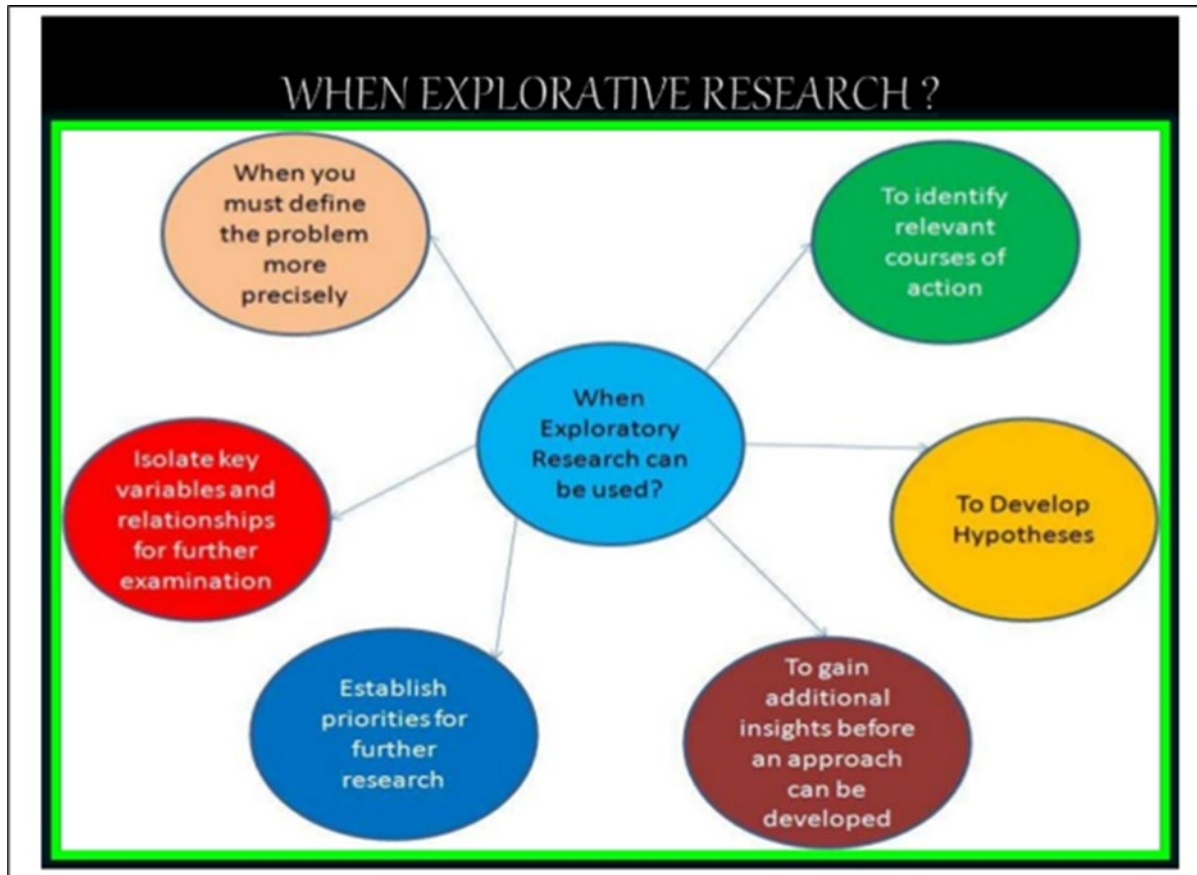 WHEN EXPLORATIVE RESEARCH ?
When you
must define
the problem
more
precisely
To identify
relevant
courses of
action
When
Exploratory
Research can
be used?
Isolate key
variables and
relationships
for further
examination
To Develop
Hypotheses
Establish
priorities for
further
research
To gain
additional
insights before
an approach
can be
developed